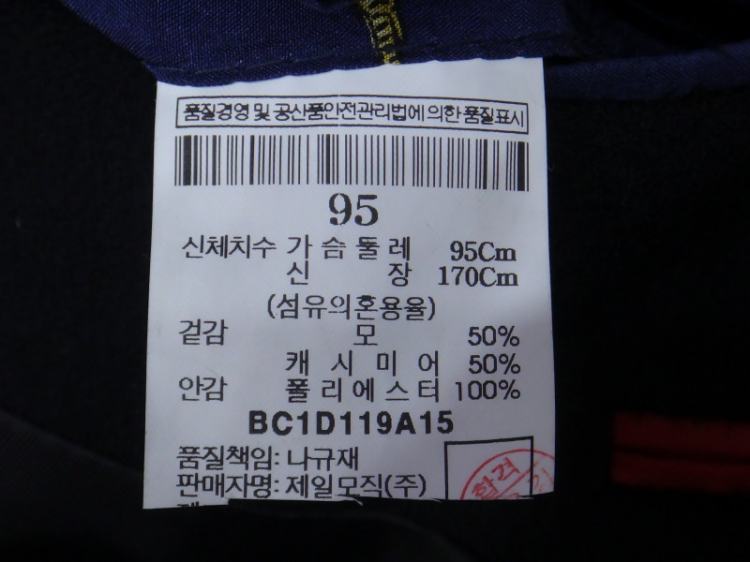 품질경영 및 공산품안전관리법에 의한 품질표시
95
신체치수 가 슴 둘 레 95Cm
신 장 170Cm
(섬유의혼용율)
겉감 모 50%
캐 시 미 어 50%
안감 폴 리 에 스 터 100%
BC1D119A15
품질책임: 나규재
판매자명: 제일모직(주)
합격